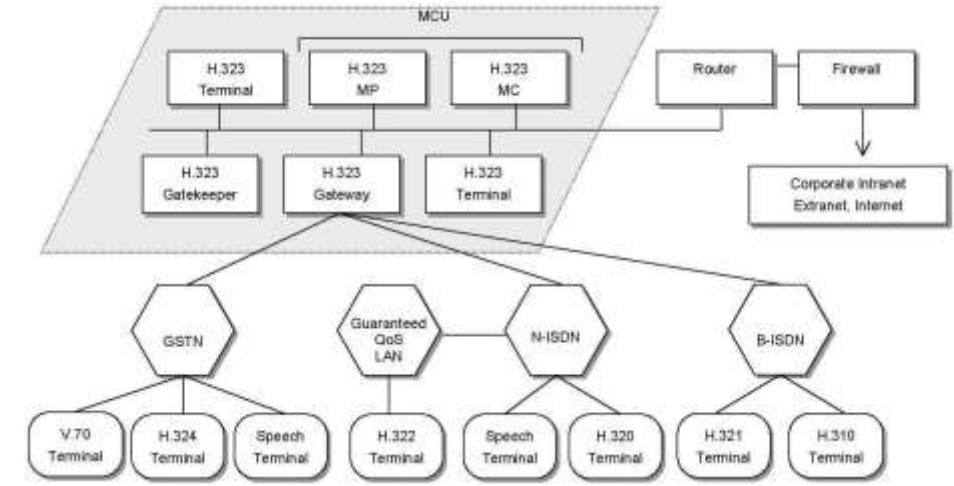 MCU
H.323
Terminal
H.323
MP
H.323
MC
Router
Firewall
H.323
Gatekeeper
H.323
Gateway
H.323
Terminal
Corporate Intranet
Extranet, Internet
GSTN
Guaranteed
QoS
LAN
N-ISDN
B-ISDN
V.70
Terminal
H.324
Terminal
Speech
Terminal
H.322
Terminal
Speech
Terminal
H.320
Terminal
H.321
Terminal
H.310
Terminal